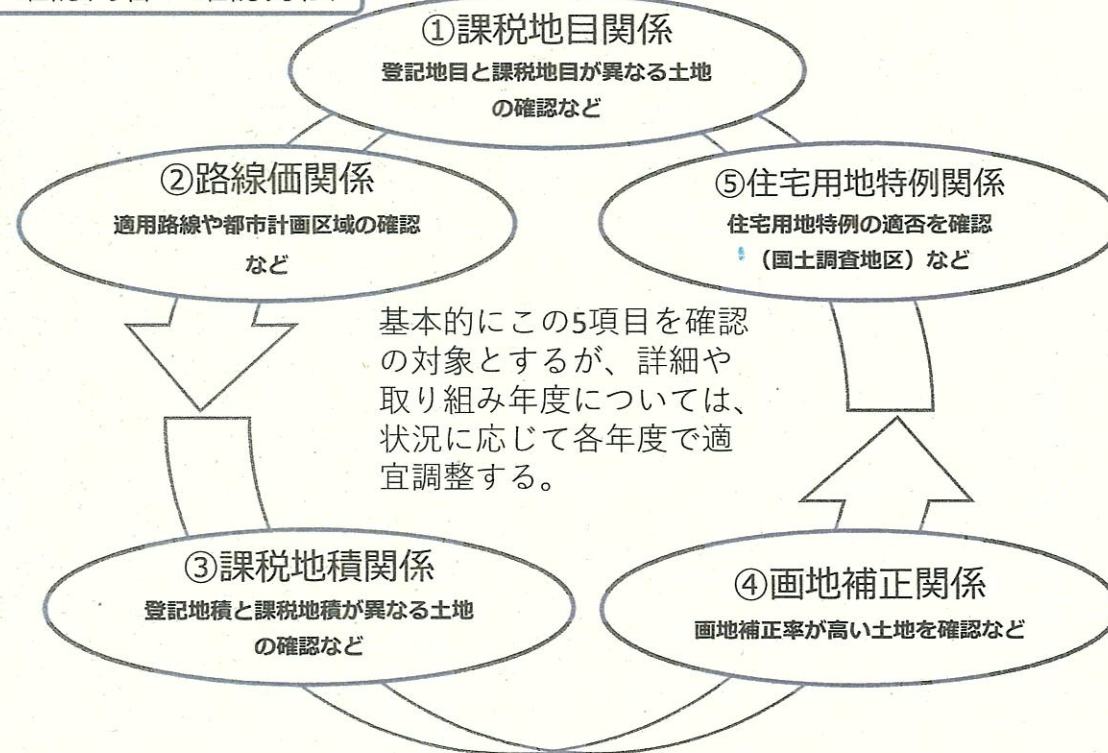 ①課税地目関係
登記地目と課税地目が異なる土地
の確認など
②路線価関係
適用路線や都市計画区域の確認
など
⑤住宅用地特例関係
住宅用地特例の適否を確認
（国土調査地区）など
基本的にこの5項目を確認
の対象とするが、詳細や
取り組み年度については、
状況に応じて各年度で適
宜調整する。
③課税地積関係
登記地積と課税地積が異なる土地
の確認など
④画地補正関係
画地補正率が高い土地を確認など